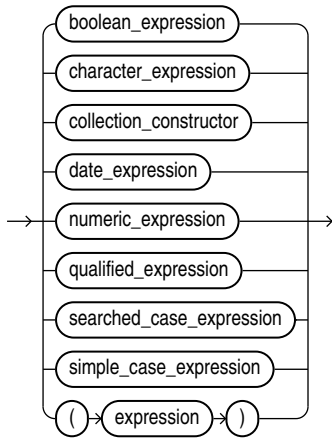 boolean_expression
character_expression
collection_constructor
date_expression
numeric_expression
qualified_expression
searched_case_expression
simple_case_expression
( expression )